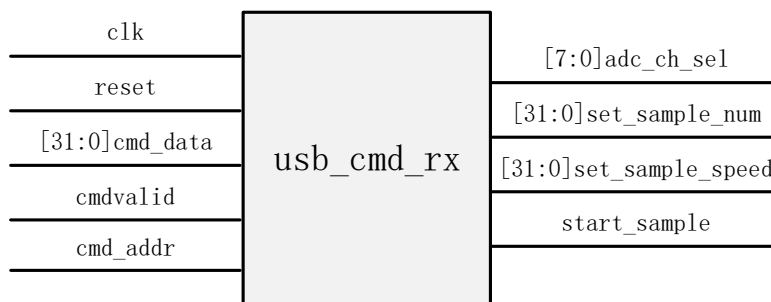 clk
reset
[31:0]cmd_data
cmdvalid
cmd_addr
usb_cmd_rx
[7:0]adc_ch_sel
[31:0]set_sample_num
[31:0]set_sample_speed
start_sample